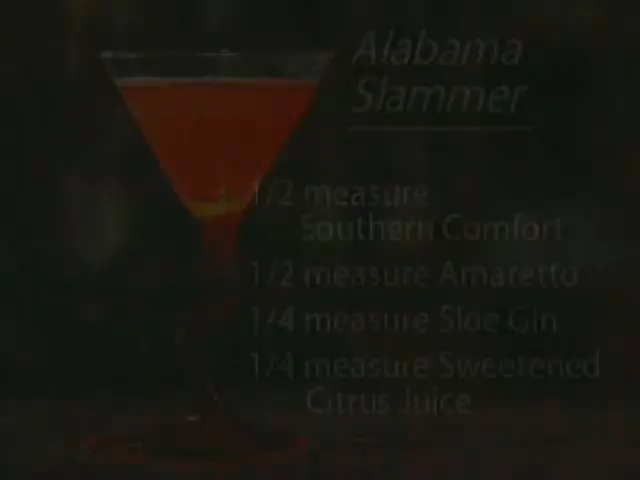 Alabama
Slammer
1/2 measure
Southern Comfort
1/2 measure Amaretto
1/4 measure Sloe Gin
1/4 measure Sweetened
Citrus Juice